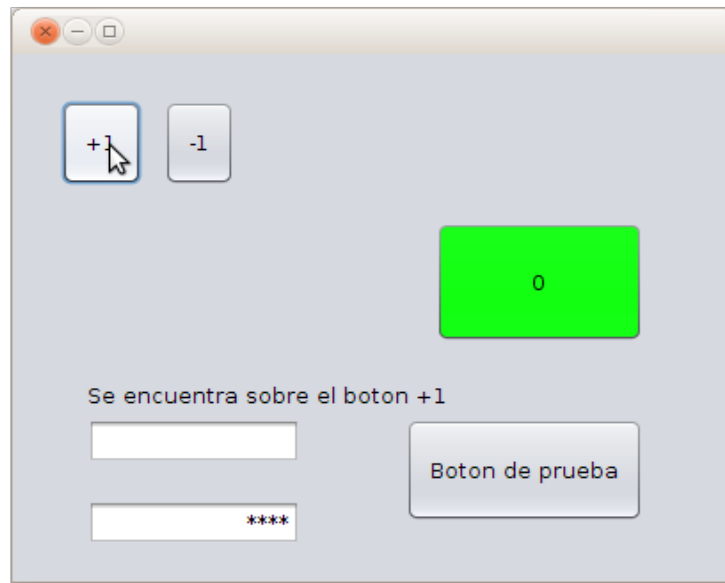 +1
-1
0
Se encuentra sobre el boton +1
Boton de prueba
****